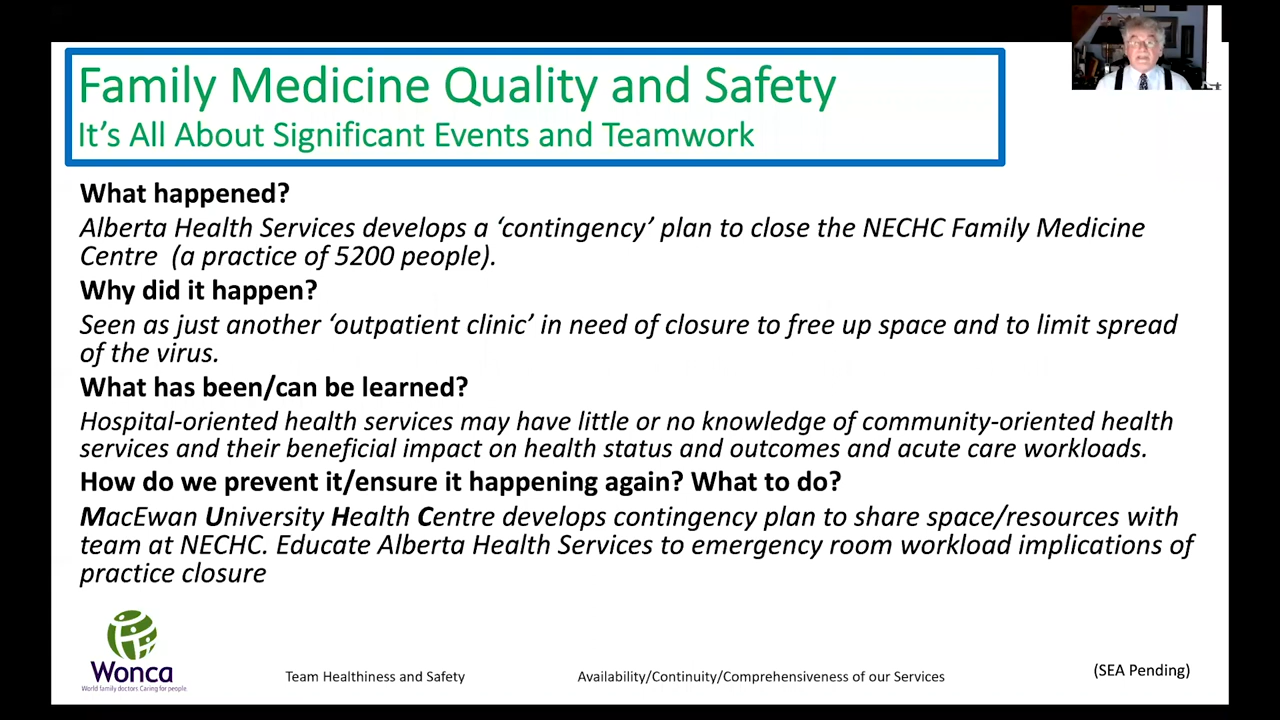 Family Medicine Quality and Safety
It’s All About Significant Events and Teamwork
What happened?
Alberta Health Services develops a ‘contingency’ plan to close the NECHC Family Medicine
Centre (a practice of 5200 people).
Why did it happen?
Seen as just another ‘outpatient clinic’ in need of closure to free up space and to limit spread
of the virus.
What has been/can be learned?
Hospital-oriented health services may have little or no knowledge of community-oriented health
services and their beneficial impact on health status and outcomes and acute care workloads.
How do we prevent it/ensure it happening again? What to do?
MacEwan University Health Centre develops contingency plan to share space/resources with
team at NECHC. Educate Alberta Health Services to emergency room workload implications of
practice closure
Wonca
World family doctors Caring for people.
Team Healthiness and Safety
Availability/Continuity/Comprehensiveness of our Services
(SEA Pending)